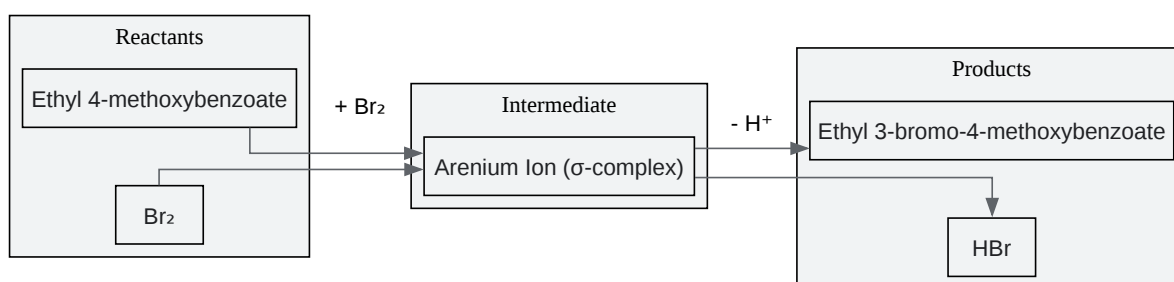 Reactants
Ethyl 4-methoxybenzoate
Br₂
+ Br₂
Intermediate
Arenium Ion (σ-complex)
- H⁺
Products
Ethyl 3-bromo-4-methoxybenzoate
HBr